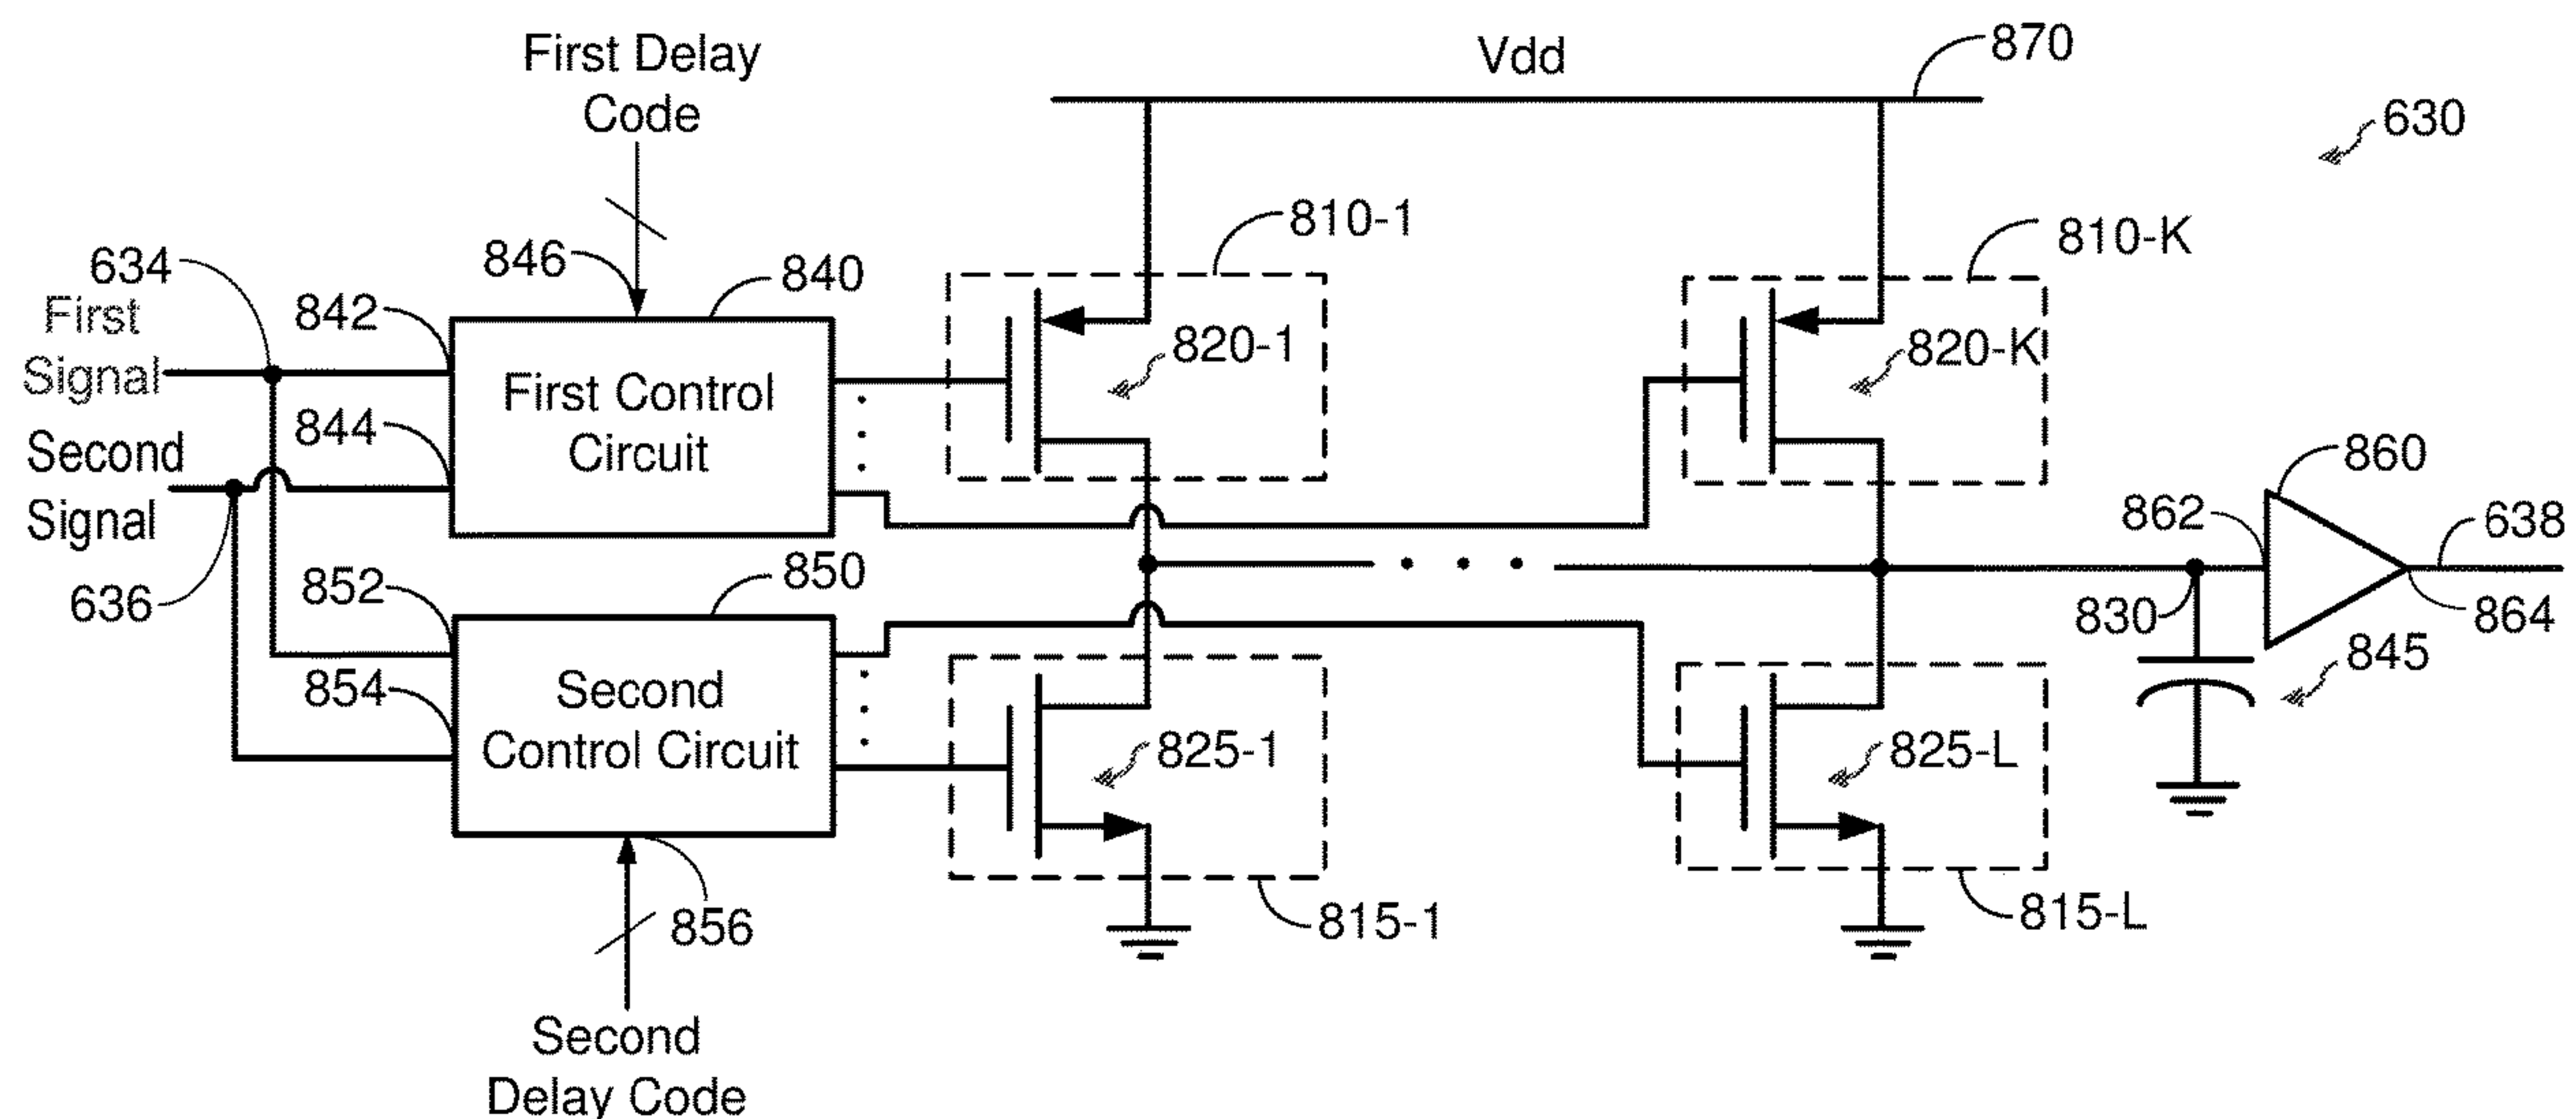 First Delay
Code
Vdd
870
630
810-1
810-K
634
846
840
First
Signal
842
820-1
820-K
844
First Control
Circuit
Second
Signal
860
862
638
636
852
850
830
864
854
Second
Control Circuit
825-1
825-L
845
856
815-1
815-L
Second
Delay Code